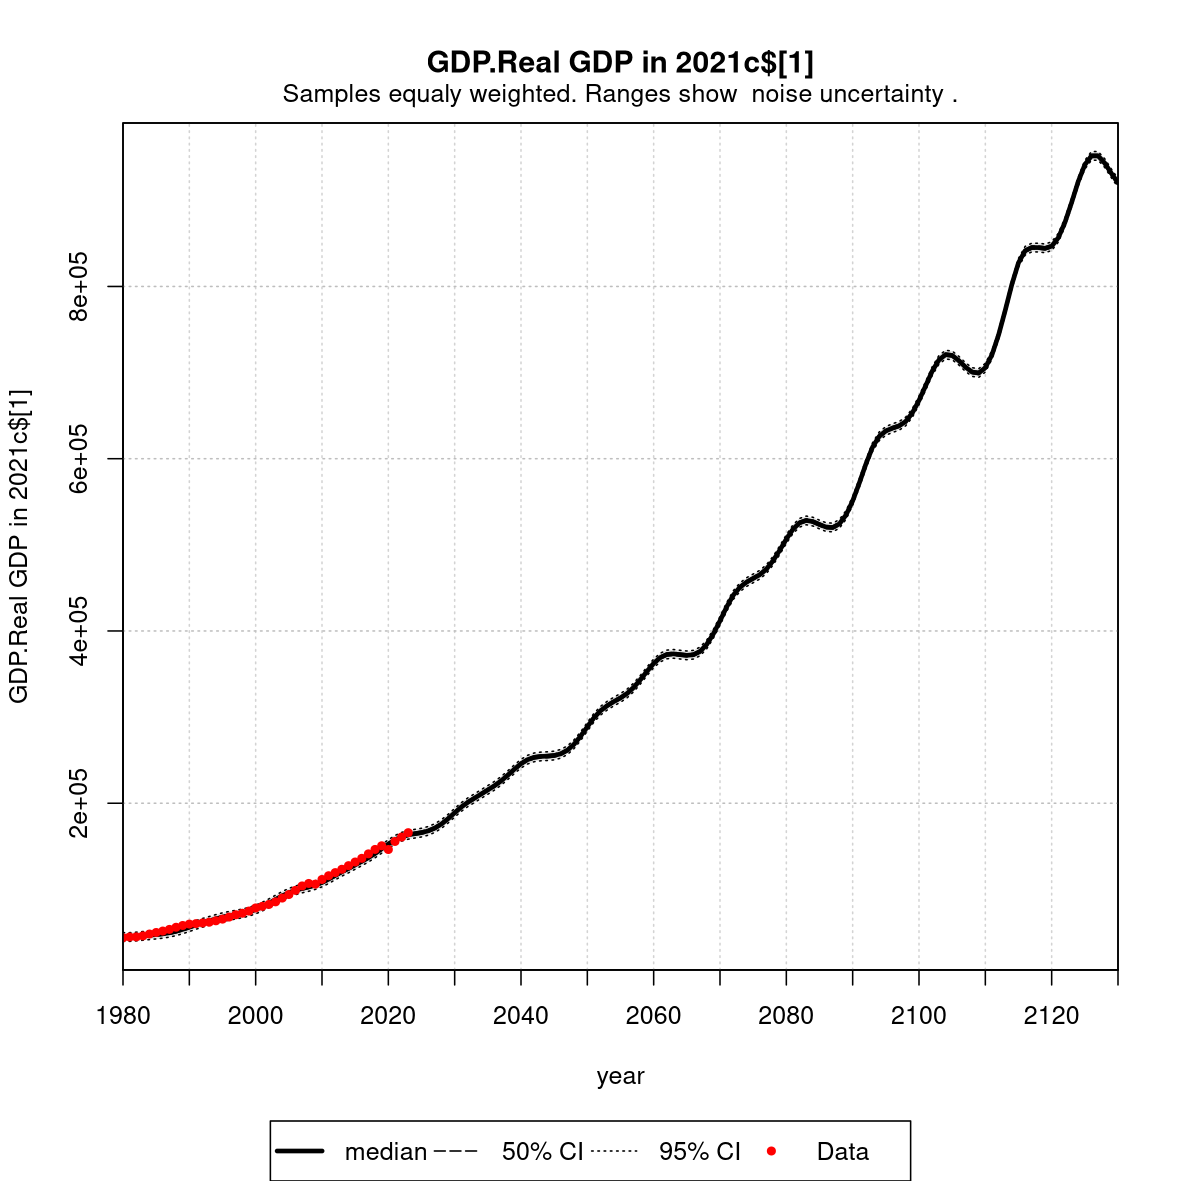 GDP.Real GDP in 2021c$[1]
Samples equaly weighted. Ranges show  noise uncertainty .
GDP.Real GDP in 2021c$[1]
8e+05
6e+05
4e+05
2e+05
1980 2000 2020 2040 2060 2080 2100 2120
year
median 50% CI 95% CI Data